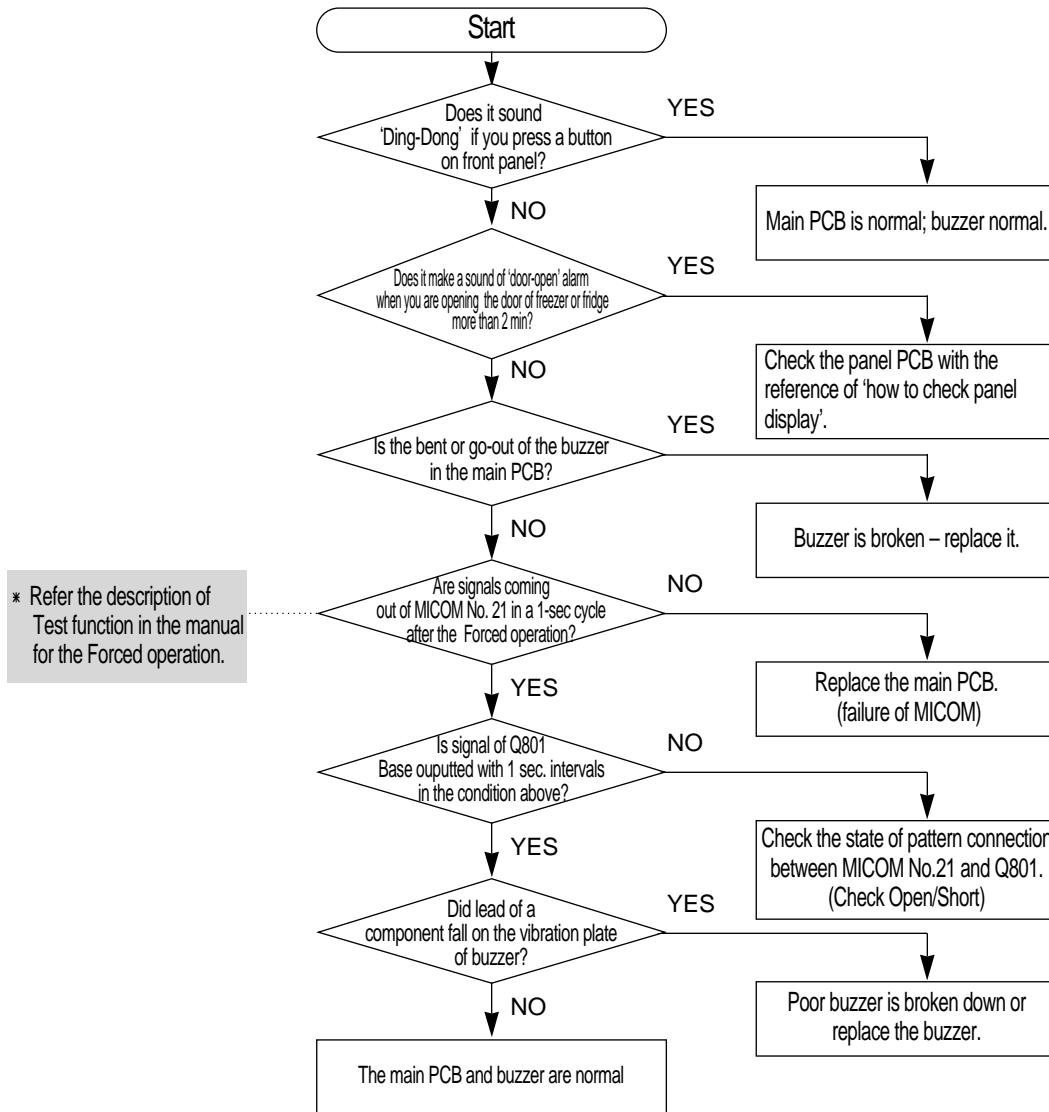 Start
Does it sound
‘Ding-Dong’ if you press a button
on front panel?
YES
NO
Main PCB is normal; buzzer normal.
Does it make a sound of ‘door-open’ alarm
when you are opening the door of freezer or fridge
more than 2 min?
YES
NO
Check the panel PCB with the
reference of ‘how to check panel
display’.
Is the bent or go-out of the buzzer
in the main PCB?
YES
NO
Buzzer is broken – replace it.
* Refer the description of
Test function in the manual
for the Forced operation.
Are signals coming
out of MICOM No. 21 in a 1-sec cycle
after the Forced operation?
NO
YES
Replace the main PCB.
(failure of MICOM)
Is signal of Q801
Base ouputted with 1 sec. intervals
in the condition above?
NO
YES
Check the state of pattern connection
between MICOM No.21 and Q801.
(Check Open/Short)
Did lead of a
component fall on the vibration plate
of buzzer?
YES
NO
Poor buzzer is broken down or
replace the buzzer.
The main PCB and buzzer are normal